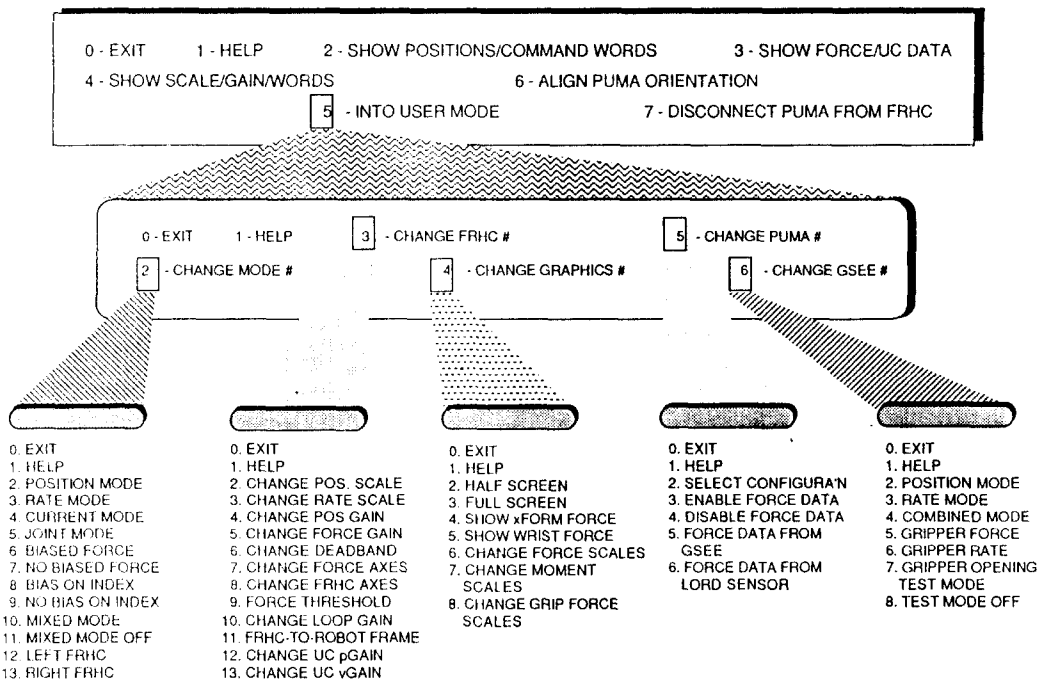 0 - EXIT 1 - HELP 2 - SHOW POSITIONS/COMMAND WORDS 3 - SHOW FORCE/UC DATA
4 - SHOW SCALE/GAIN/WORDS 6 - ALIGN PUMA ORIENTATION
5 - INTO USER MODE 7 - DISCONNECT PUMA FROM FRHC
0 - EXIT 1 - HELP 3 - CHANGE FRHC # 5 - CHANGE PUMA #
2 - CHANGE MODE # 4 - CHANGE GRAPHICS # 6 - CHANGE GSEE #
0. EXIT
1. HELP
2. POSITION MODE
3. RATE MODE
4. CURRENT MODE
5. JOINT MODE
6 BIASED FORCE
7. NO BIASED FORCE
8 BIAS ON INDEX
9. NO BIAS ON INDEX
10. MIXED MODE
11. MIXED MODE OFF
12. LEFT FRHC
13. RIGHT FRHC
0. EXIT
1. HELP
2. CHANGE POS. SCALE
3. CHANGE RATE SCALE
4. CHANGE POS GAIN
5. CHANGE FORCE GAIN
6. CHANGE DEADBAND
7. CHANGE FORCE AXES
8. CHANGE FRHC AXES
9. FORCE THRESHOLD
10. CHANGE LOOP GAIN
11. FRHC-TO-ROBOT FRAME
12. CHANGE UC pGAIN
13. CHANGE UC vGAIN
0. EXIT
1. HELP
2. HALF SCREEN
3. FULL SCREEN
4. SHOW xFORM FORCE
5. SHOW WRIST FORCE
6. CHANGE FORCE SCALES
7. CHANGE MOMENT
SCALES
8. CHANGE GRIP FORCE
SCALES
0. EXIT
1. HELP
2. SELECT CONFIGURA'N
3. ENABLE FORCE DATA
4. DISABLE FORCE DATA
5. FORCE DATA FROM
GSEE
6. FORCE DATA FROM
LORD SENSOR
0. EXIT
1. HELP
2. POSITION MODE
3. RATE MODE
4. COMBINED MODE
5. GRIPPER FORCE
6. GRIPPER RATE
7. GRIPPER OPENING
TEST MODE
8. TEST MODE OFF